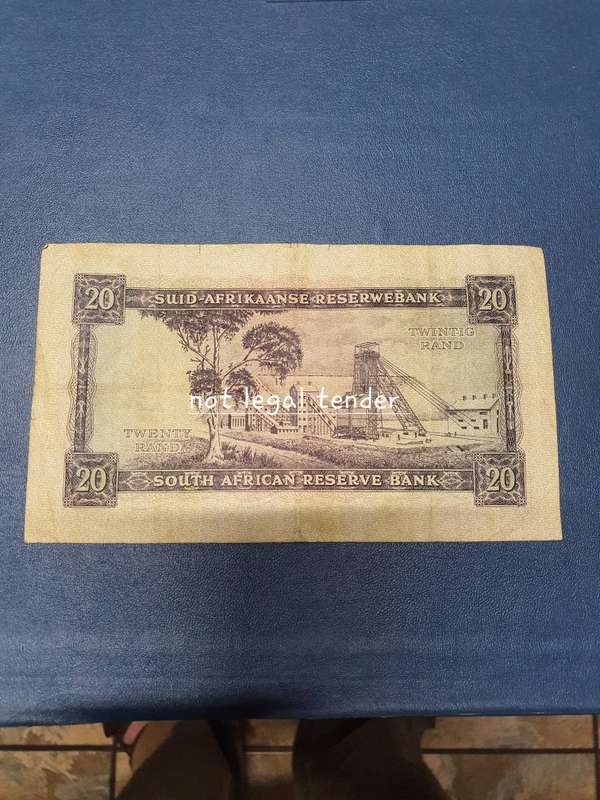 20 SUID-AFRIKAANSE RESERWEBANK 20
TWINTIG
RAND
not legal tender
TWENTY
RAND
20 SOUTH AFRICAN RESERVE BANK 20